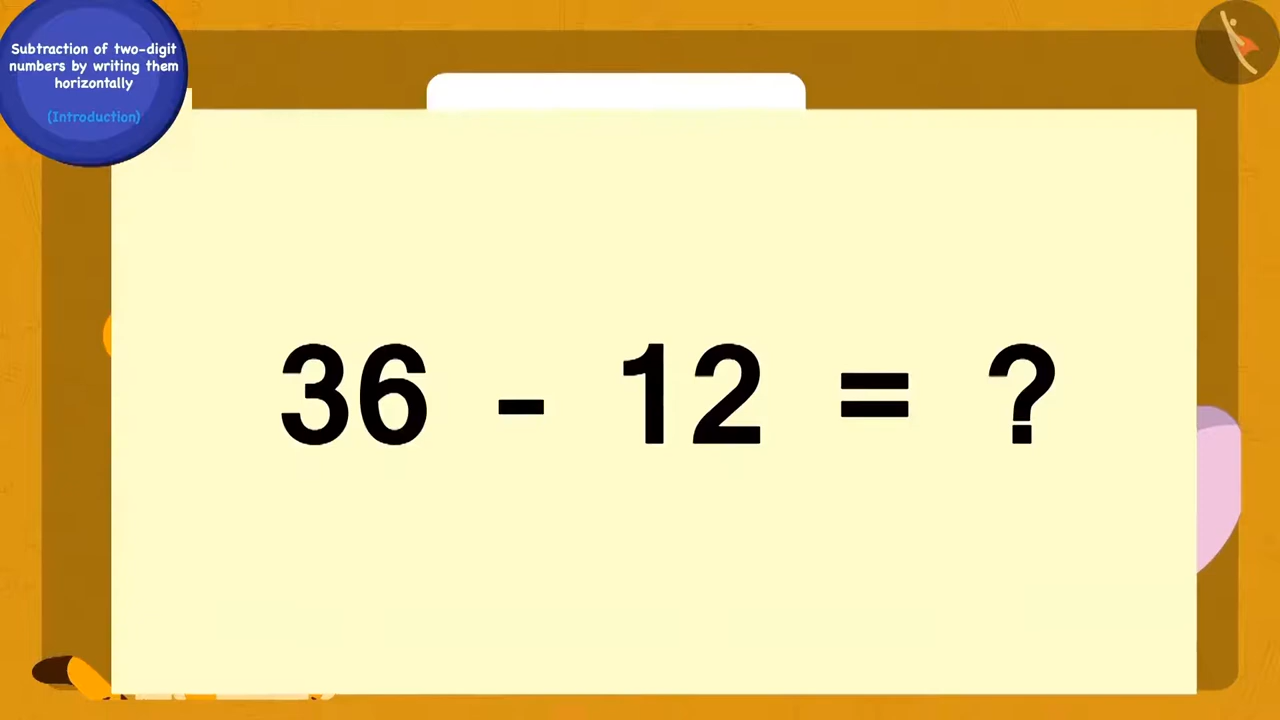 Subtraction of two-digit
numbers by writing them
horizontally
(Introduction)
36 - 12 = ?